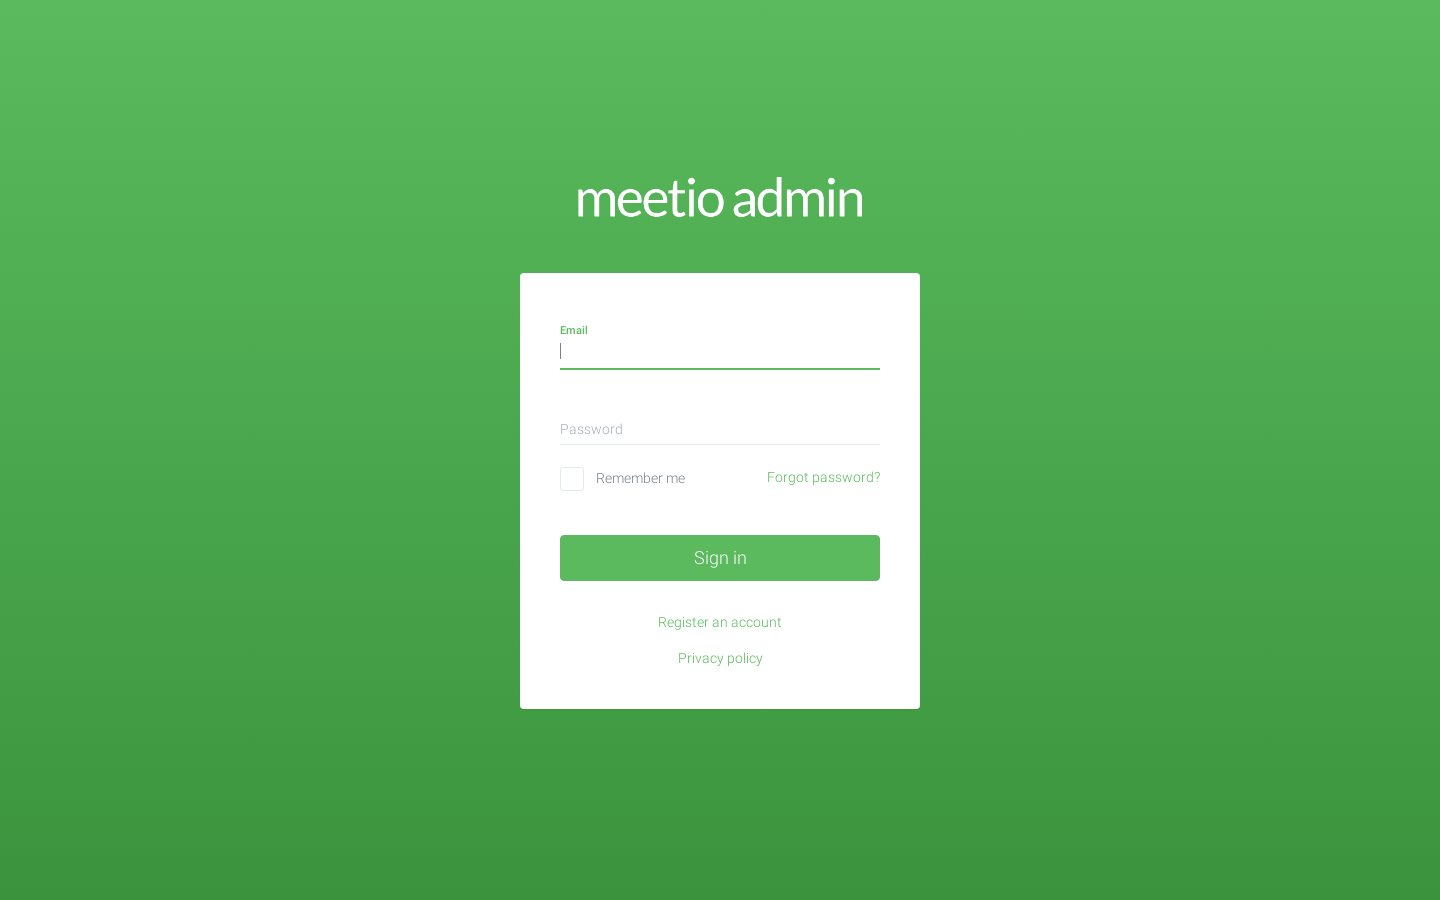 meetio admin
Email
Password
Remember me
Forgot password?
Sign in
Register an account
Privacy policy